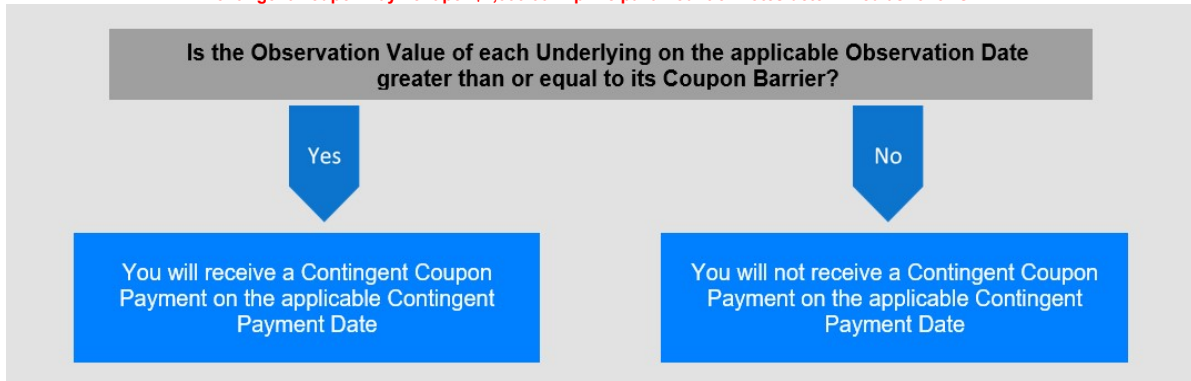 Is the Observation Value of each Underlying on the applicable Observation Date
greater than or equal to its Coupon Barrier?
Yes
No
You will receive a Contingent Coupon
Payment on the applicable Contingent
Payment Date
You will not receive a Contingent Coupon
Payment on the applicable Contingent
Payment Date